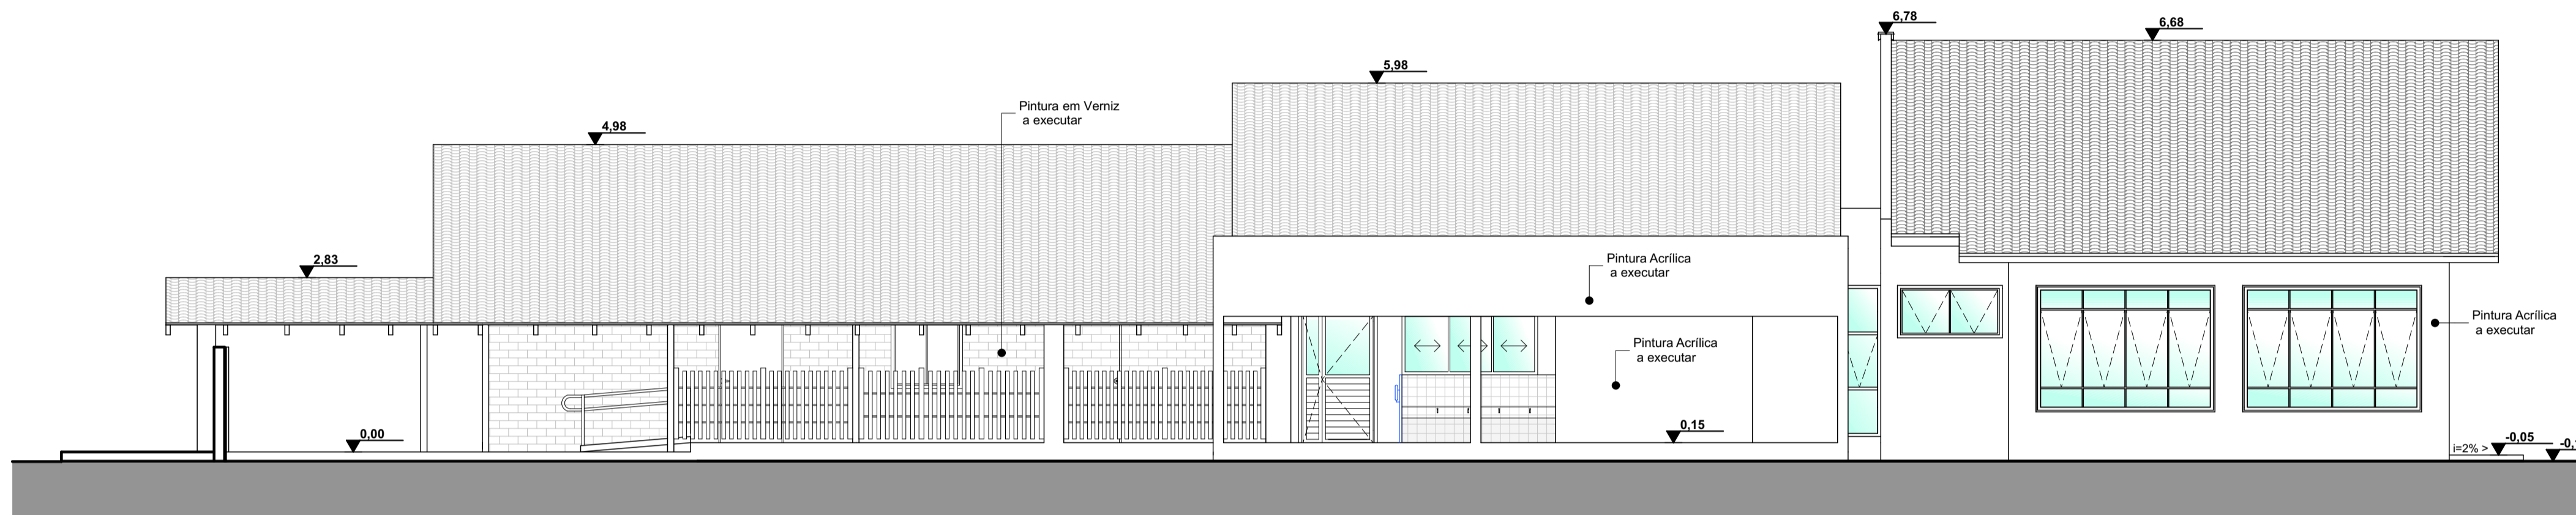 6,78
6,68
5,98
Pintura em Verniz
a executar
4,98
2,83
Pintura Acrílica
a executar
Pintura Acrílica
a executar
Pintura Acrílica
a executar
0,00
0,15
i=2% >
-0,05